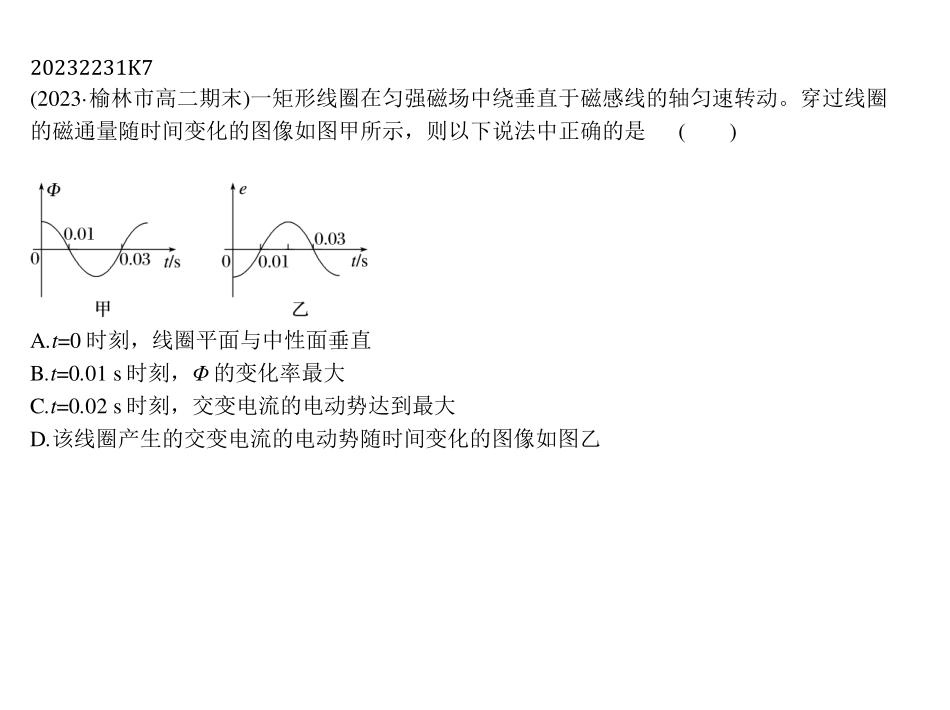 20232231K7
(2023·榆林市高二期末)一矩形线圈在匀强磁场中绕垂直于磁感线的轴匀速转动。穿过线圈
的磁通量随时间变化的图像如图甲所示，则以下说法中正确的是 ( )
Φ
0.01
0
0.03
t/s
甲
e
0.03
0
0.01
t/s
乙
A.t=0 时刻，线圈平面与中性面垂直
B.t=0.01 s 时刻，Φ 的变化率最大
C.t=0.02 s 时刻，交变电流的电动势达到最大
D.该线圈产生的交变电流的电动势随时间变化的图像如图乙